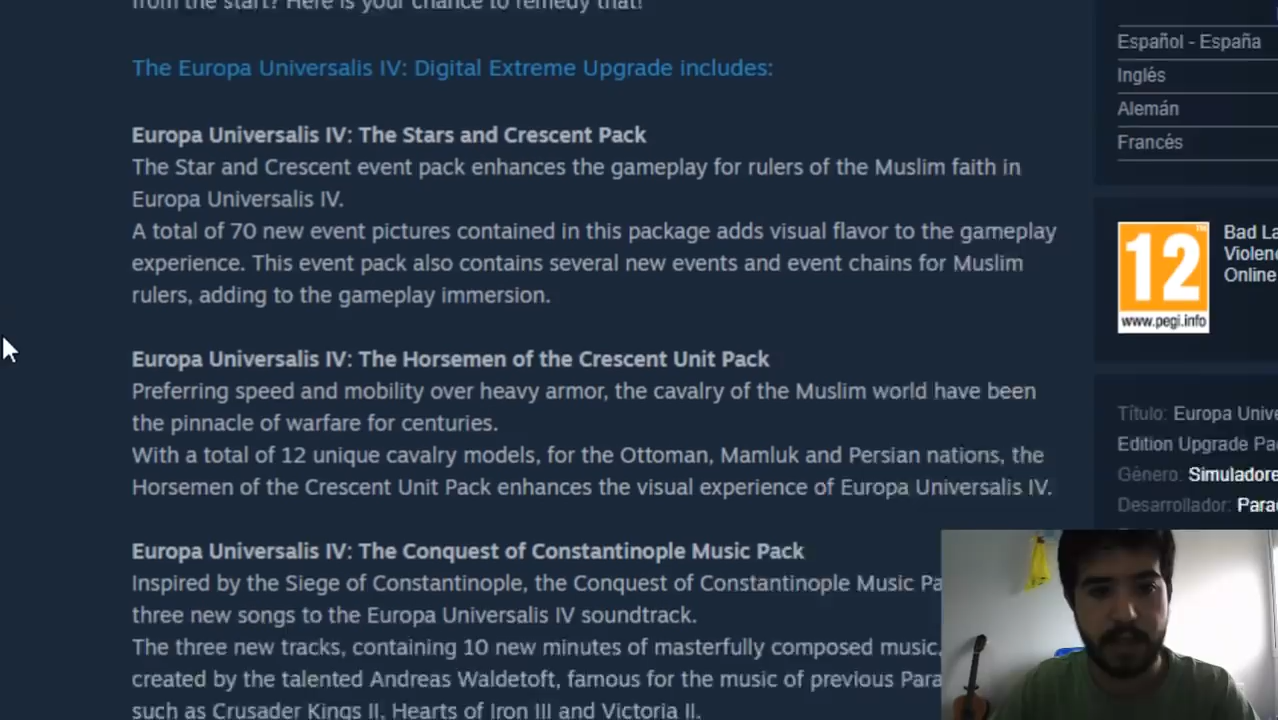 from the start? Here is your chance to remedy that!
The Europa Universalis IV: Digital Extreme Upgrade includes:
Europa Universalis IV: The Stars and Crescent Pack
The Star and Crescent event pack enhances the gameplay for rulers of the Muslim faith in
Europa Universalis IV.
A total of 70 new event pictures contained in this package adds visual flavor to the gameplay
experience. This event pack also contains several new events and event chains for Muslim
rulers, adding to the gameplay immersion.
Europa Universalis IV: The Horsemen of the Crescent Unit Pack
Preferring speed and mobility over heavy armor, the cavalry of the Muslim world have been
the pinnacle of warfare for centuries.
With a total of 12 unique cavalry models, for the Ottoman, Mamluk and Persian nations, the
Horsemen of the Crescent Unit Pack enhances the visual experience of Europa Universalis IV.
Europa Universalis IV: The Conquest of Constantinople Music Pack
Inspired by the Siege of Constantinople, the Conquest of Constantinople Music Pa
three new songs to the Europa Universalis IV soundtrack.
The three new tracks, containing 10 new minutes of masterfully composed music,
created by the talented Andreas Waldetoft, famous for the music of previous Para
such as Crusader Kings II, Hearts of Iron III and Victoria II.
Español - España
Inglés
Alemán
Francés
12
www.pegi.info
Bad La
Violen
Online
Título: Europa Unive
Edition Upgrade Pa
Género: Simuladore
Desarrollador: Para